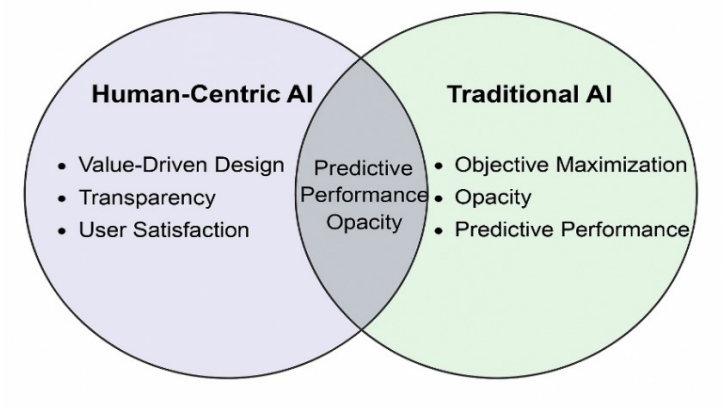 Human-Centric AI
• Value-Driven Design
• Transparency
• User Satisfaction
Predictive
Performance
Opacity
Traditional AI
• Objective Maximization
• Opacity
• Predictive Performance